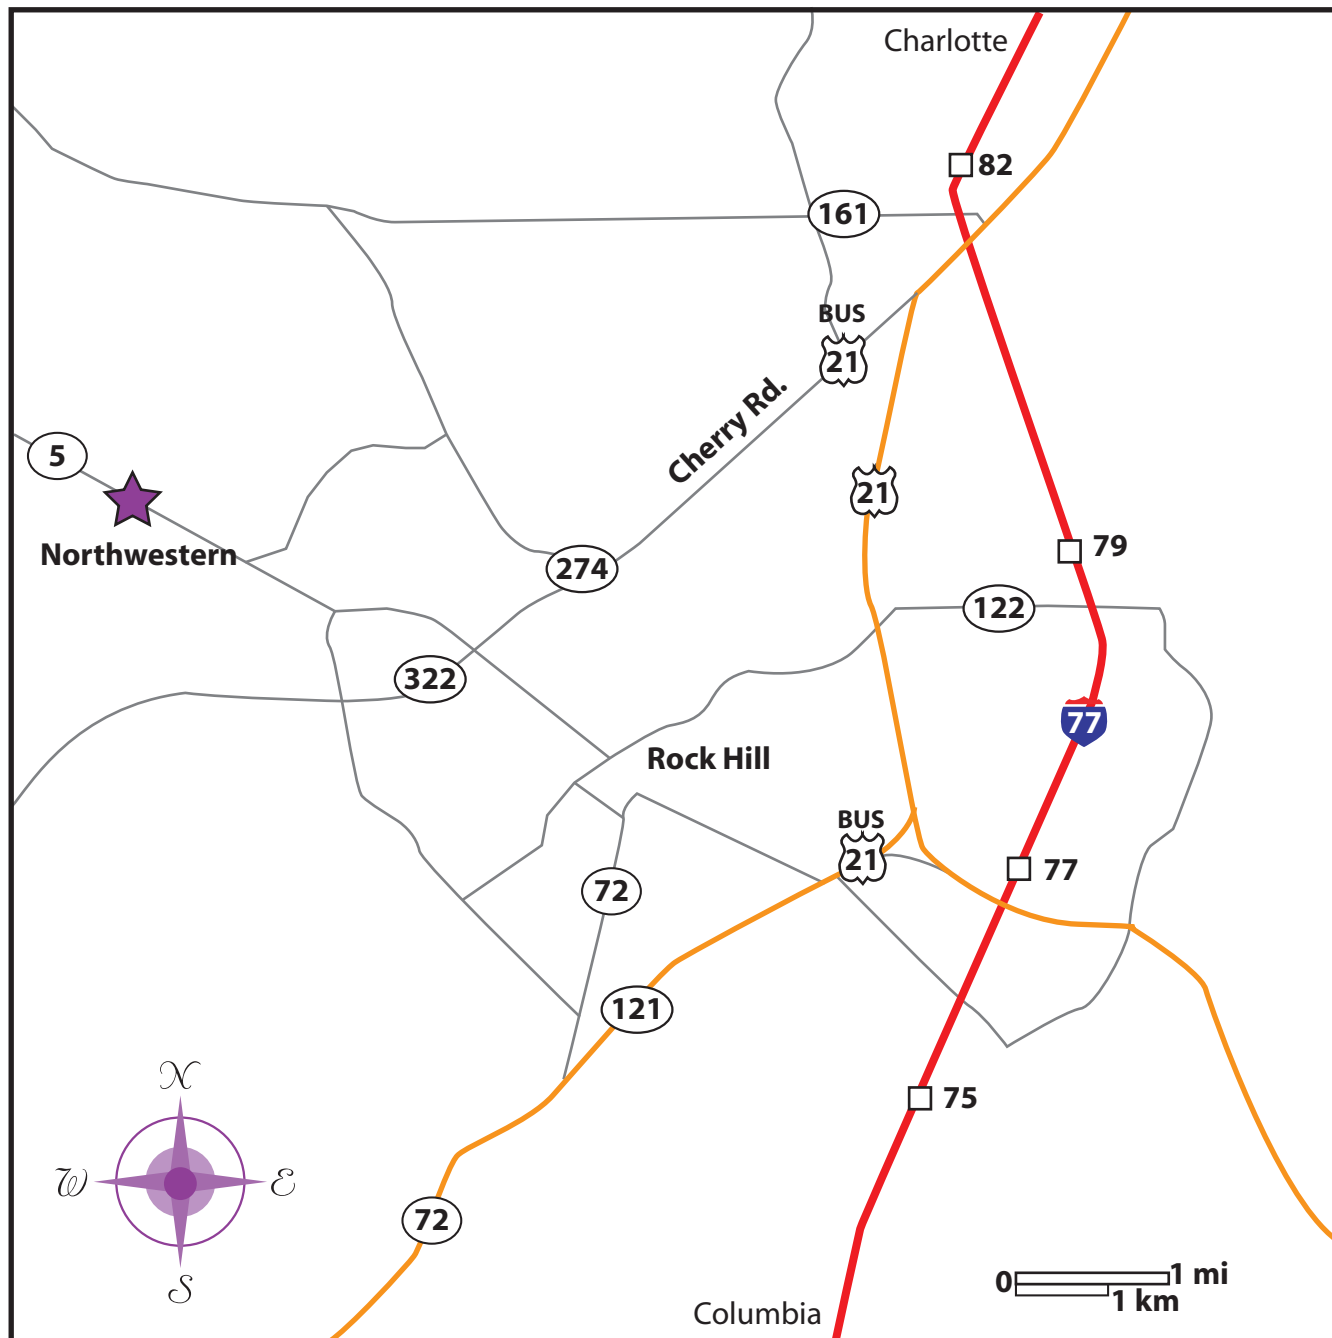 Charlotte
82
161
BUS
21
Cherry Rd.
5
21
Northwestern
79
274
122
322
77
Rock Hill
BUS
21
77
72
121
N
75
W
E
72
S
0
1 mi
1 km
Columbia